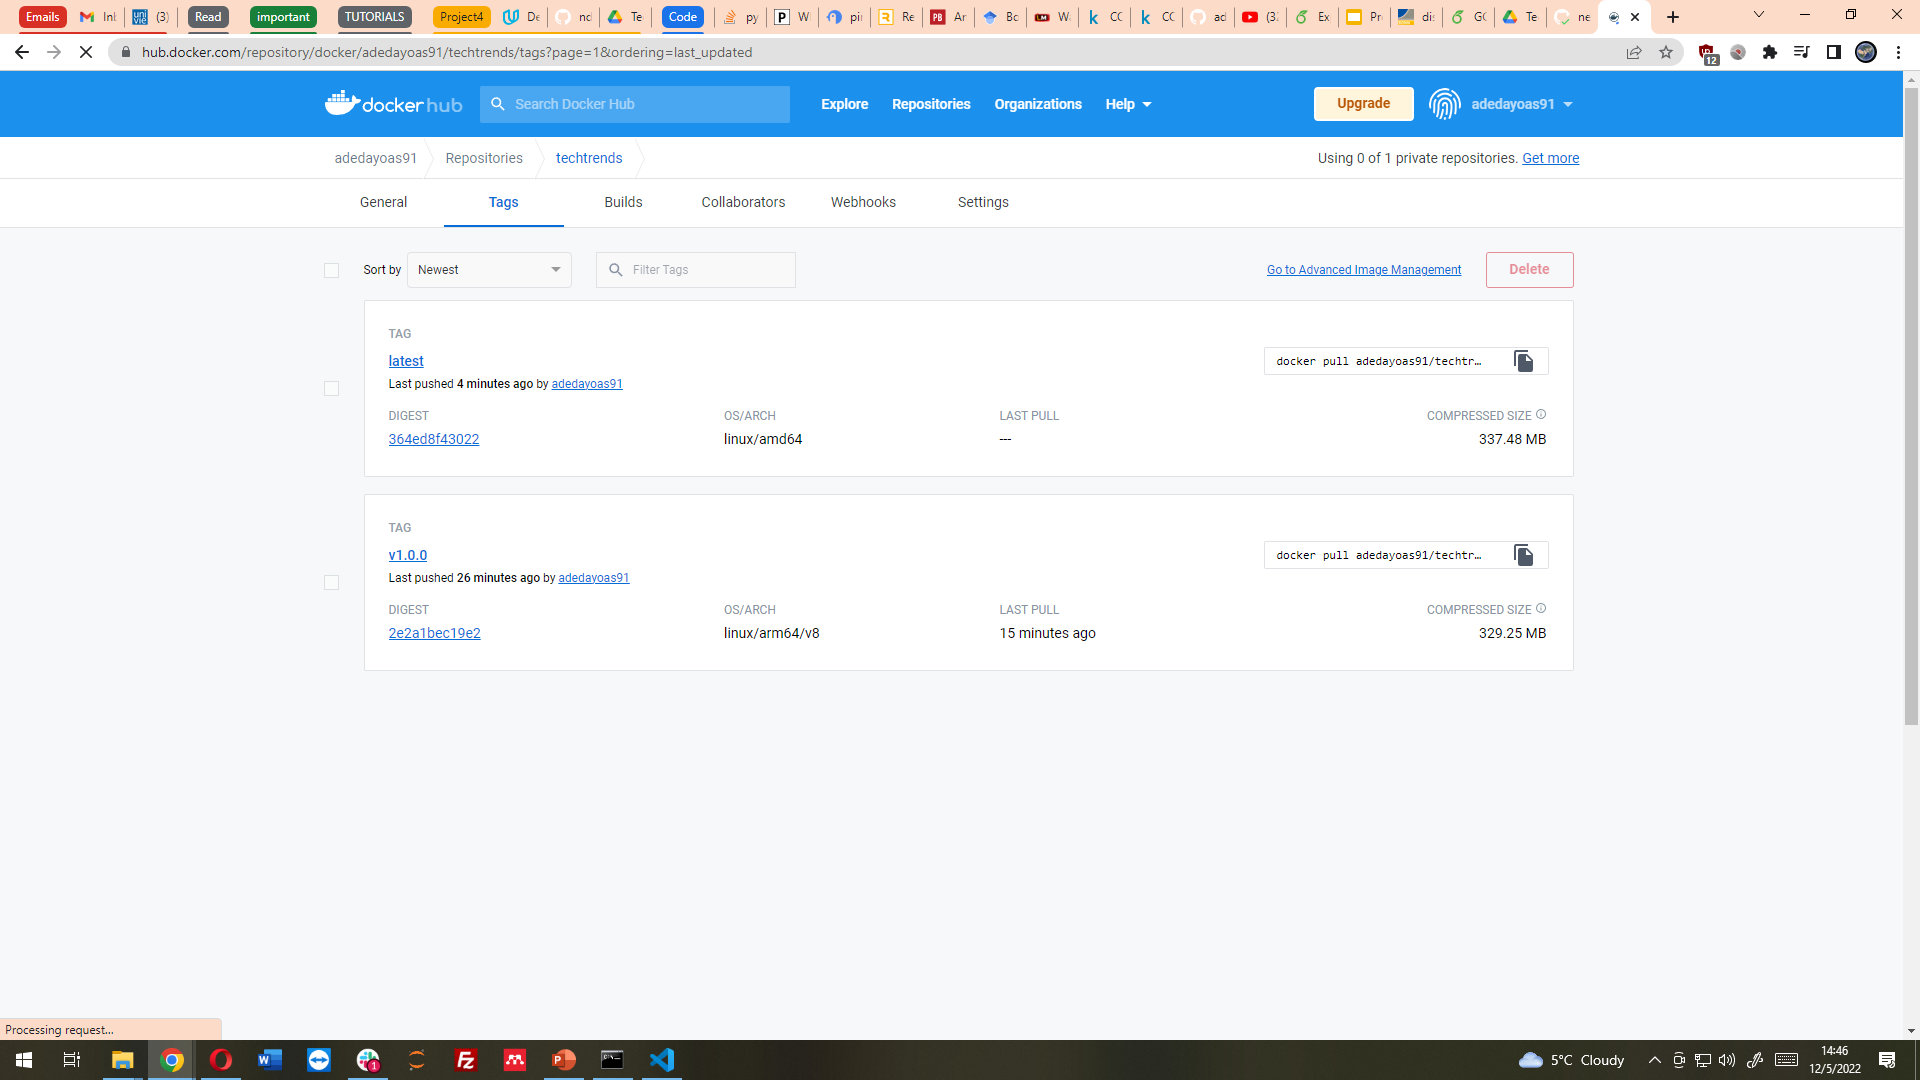 Emails
Inl
(3)
Read
important
TUTORIALS
Project4
De
nc
Te
Code
py
W
pir
Re
Ar
Bc
W
CC
CC
ad
(3:
Ex
Pr
dis
GC
Te
ne
hub.docker.com/repository/docker/adedayoas91/techtrends/tags?page=1&ordering=last_updated
12
docker hub
Search Docker Hub
Explore
Repositories
Organizations
Help
Upgrade
adedayoas91
adedayoas91
Repositories
techtrends
Using 0 of 1 private repositories. Get more
General
Tags
Builds
Collaborators
Webhooks
Settings
Sort by
Newest
Filter Tags
Go to Advanced Image Management
Delete
TAG
latest
docker pull adedayoas91/techtr…
Last pushed 4 minutes ago by adedayoas91
DIGEST
OS/ARCH
LAST PULL
COMPRESSED SIZE
364ed8f43022
linux/amd64
---
337.48 MB
TAG
v1.0.0
docker pull adedayoas91/techtr…
Last pushed 26 minutes ago by adedayoas91
DIGEST
OS/ARCH
LAST PULL
COMPRESSED SIZE
2e2a1bec19e2
linux/arm64/v8
15 minutes ago
329.25 MB
Processing request...
5°C Cloudy
14:46
12/5/2022